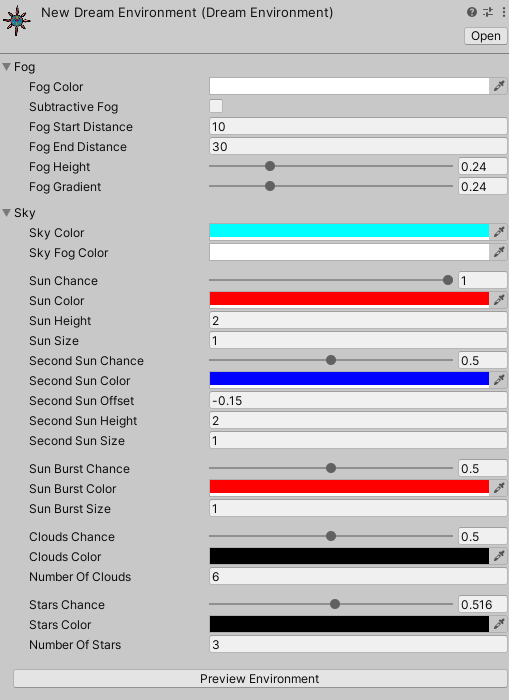 New Dream Environment (Dream Environment)
Open
Fog
Fog Color
Subtractive Fog
Fog Start Distance 10
Fog End Distance 30
Fog Height 0.24
Fog Gradient 0.24
Sky
Sky Color
Sky Fog Color
Sun Chance 1
Sun Color
Sun Height 2
Sun Size 1
Second Sun Chance 0.5
Second Sun Color
Second Sun Offset -0.15
Second Sun Height 2
Second Sun Size 1
Sun Burst Chance 0.5
Sun Burst Color
Sun Burst Size 1
Clouds Chance 0.5
Clouds Color
Number Of Clouds 6
Stars Chance 0.516
Stars Color
Number Of Stars 3
Preview Environment